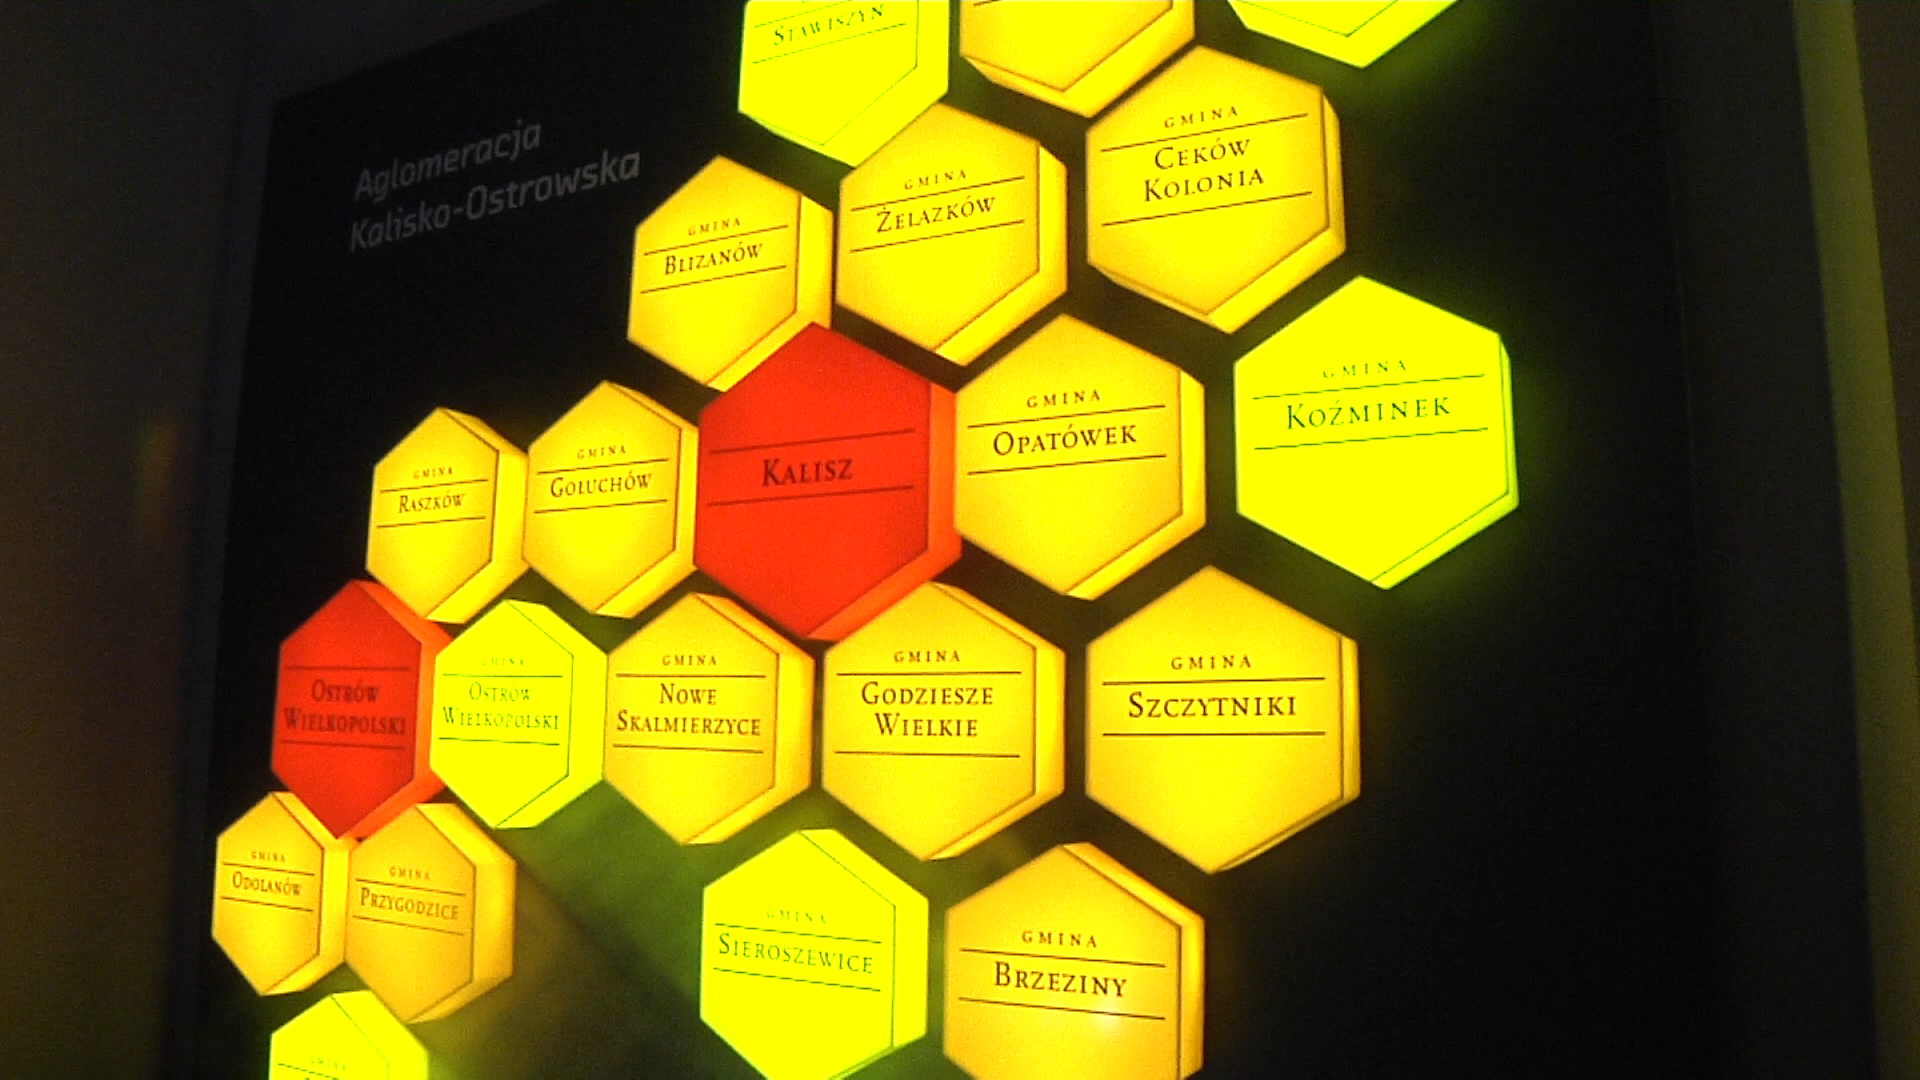 Aglomeracja
Kalisko-Ostrowska
STAWISZYN
GMINA
CEKÓW
KOLONIA
GMINA
ŻELAZKÓW
GMINA
BLIZANÓW
GMINA
KOŹMINEK
GMINA
OPATÓWEK
KALISZ
GMINA
GOŁUCHÓW
GMINA
RASZKÓW
OSTRÓW
WIELKOPOLSKI
GMINA
OSTRÓW
WIELKOPOLSKI
GMINA
NOWE
SKALMIERZYCE
GMINA
GODZIESZE
WIELKIE
GMINA
SZCZYTNIKI
GMINA
ODOLANÓW
GMINA
PRZYGODZICE
GMINA
SIEROSZEWICE
GMINA
BRZEZINY
GMINA